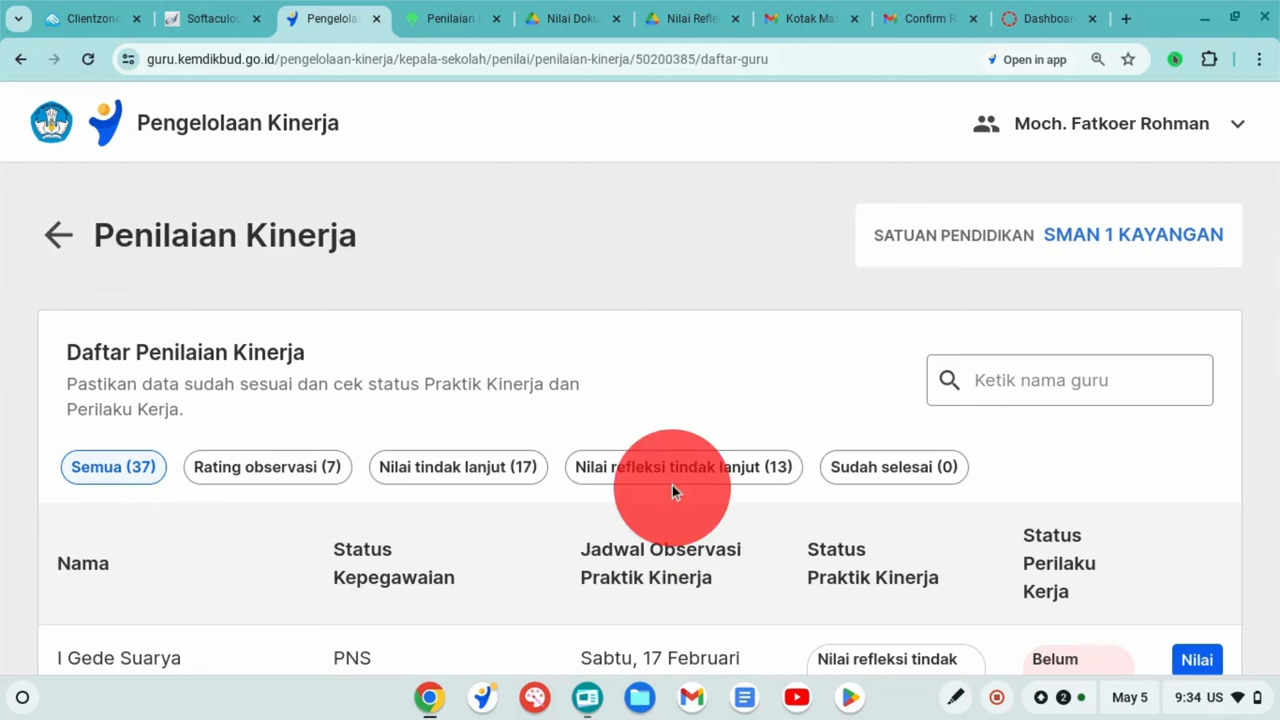 Clientzone
Softaculou
Pengelola
Penilaian
Nilai Doku
Nilai Refle
Kotak Ma
Confirm R
Dashboar
guru.kemdikbud.go.id/pengelolaan-kinerja/kepala-sekolah/penilai/penilaian-kinerja/50200385/daftar-guru
Open in app
Pengelolaan Kinerja
Moch. Fatkoer Rohman
Penilaian Kinerja
SATUAN PENDIDIKAN SMAN 1 KAYANGAN
Daftar Penilaian Kinerja
Pastikan data sudah sesuai dan cek status Praktik Kinerja dan
Perilaku Kerja.
Ketik nama guru
Semua (37)
Rating observasi (7)
Nilai tindak lanjut (17)
Nilai refleksi tindak lanjut (13)
Sudah selesai (0)
Nama
Status
Kepegawaian
Jadwal Observasi
Praktik Kinerja
Status
Praktik Kinerja
Status
Perilaku
Kerja
I Gede Suarya
PNS
Sabtu, 17 Februari
Nilai refleksi tindak
Belum
Nilai
2
May 5
9:34 US